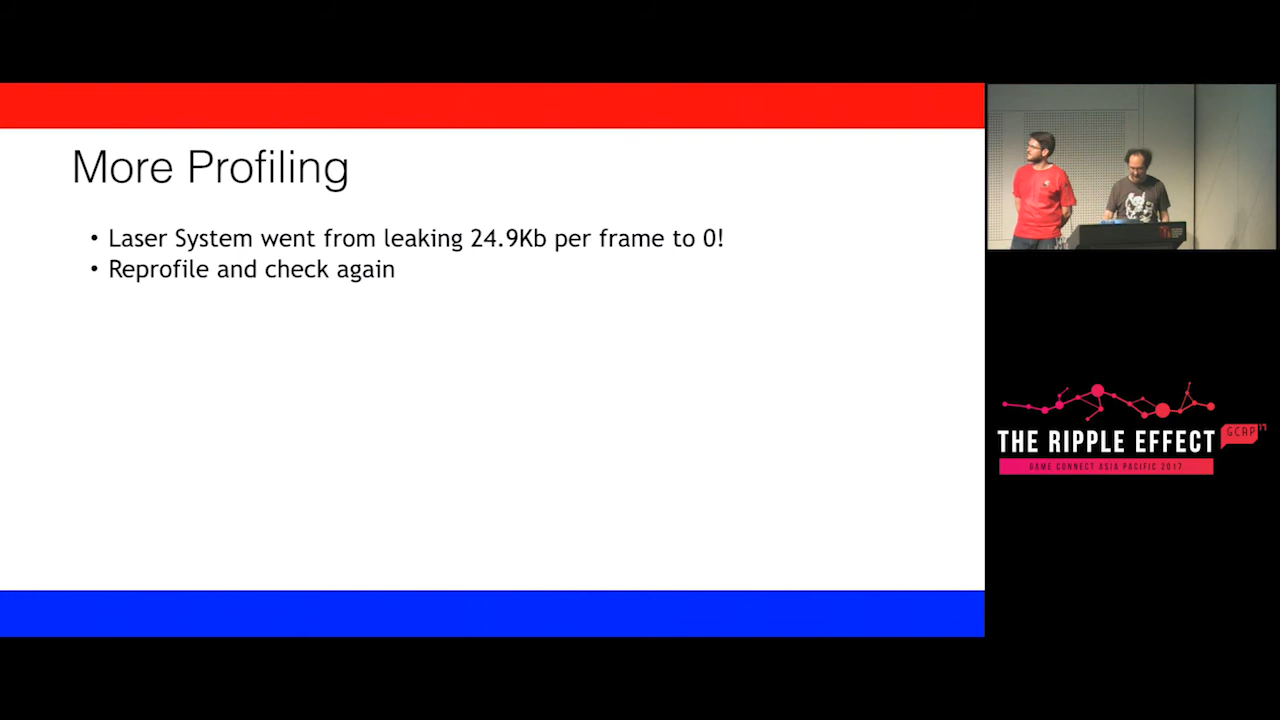 More Profiling
• Laser System went from leaking 24.9Kb per frame to 0!
• Reprofile and check again
THE RIPPLE EFFECT
GCAP 17
GAME CONNECT ASIA PACIFIC 2017